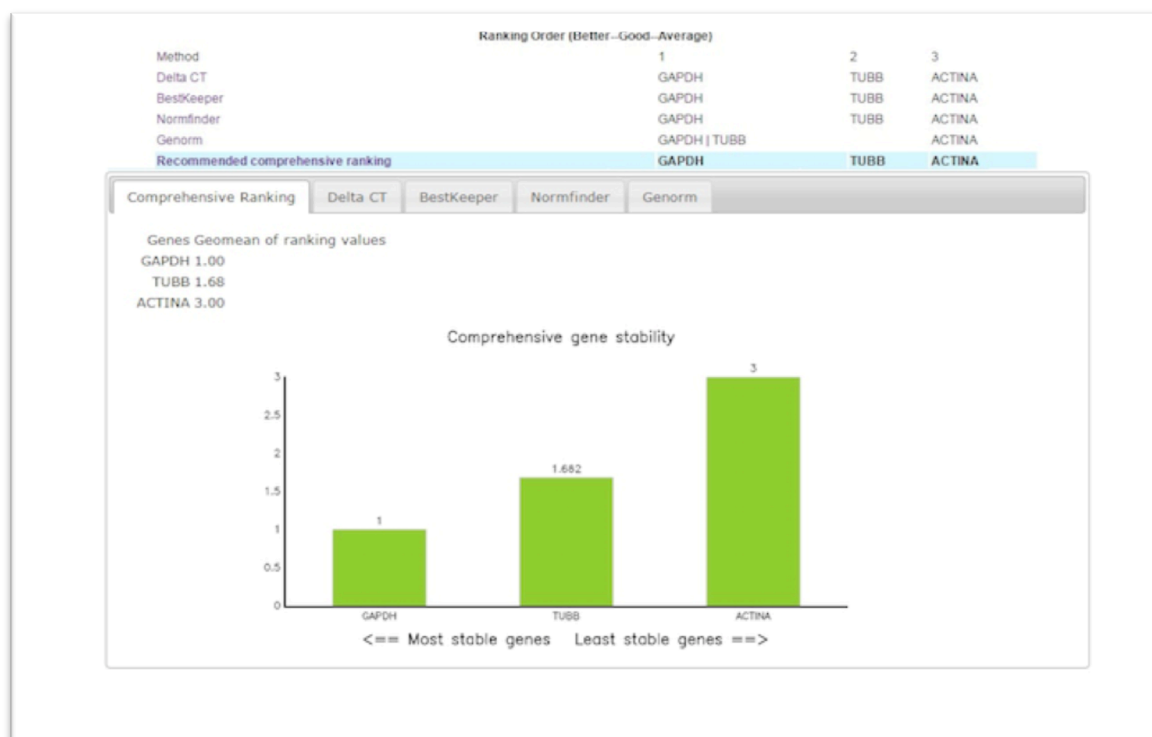 Ranking Order (Better--Good--Average)
Method 1 2 3
Delta CT GAPDH TUBB ACTINA
BestKeeper GAPDH TUBB ACTINA
Normfinder GAPDH TUBB ACTINA
Genorm GAPDH | TUBB ACTINA
Recommended comprehensive ranking GAPDH TUBB ACTINA
Comprehensive Ranking Delta CT BestKeeper Normfinder Genorm
Genes Geomean of ranking values
GAPDH 1.00
TUBB 1.68
ACTINA 3.00
Comprehensive gene stability
3
2.5
2
1.5
1
0.5
0
1 1.682 3
GAPDH TUBB ACTINA
<== Most stable genes Least stable genes ==>